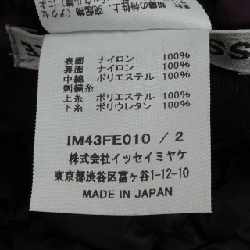 表面 ナイロン 100%
裏面 ナイロン 100%
中綿 ポリエステル 100%
刺繍糸
上糸 ポリエステル 100%
下糸 ポリウレタン 100%
IM43FE010 / 2
株式会社イッセイミヤケ
東京都渋谷区富ヶ谷1-12-10
MADE IN JAPAN